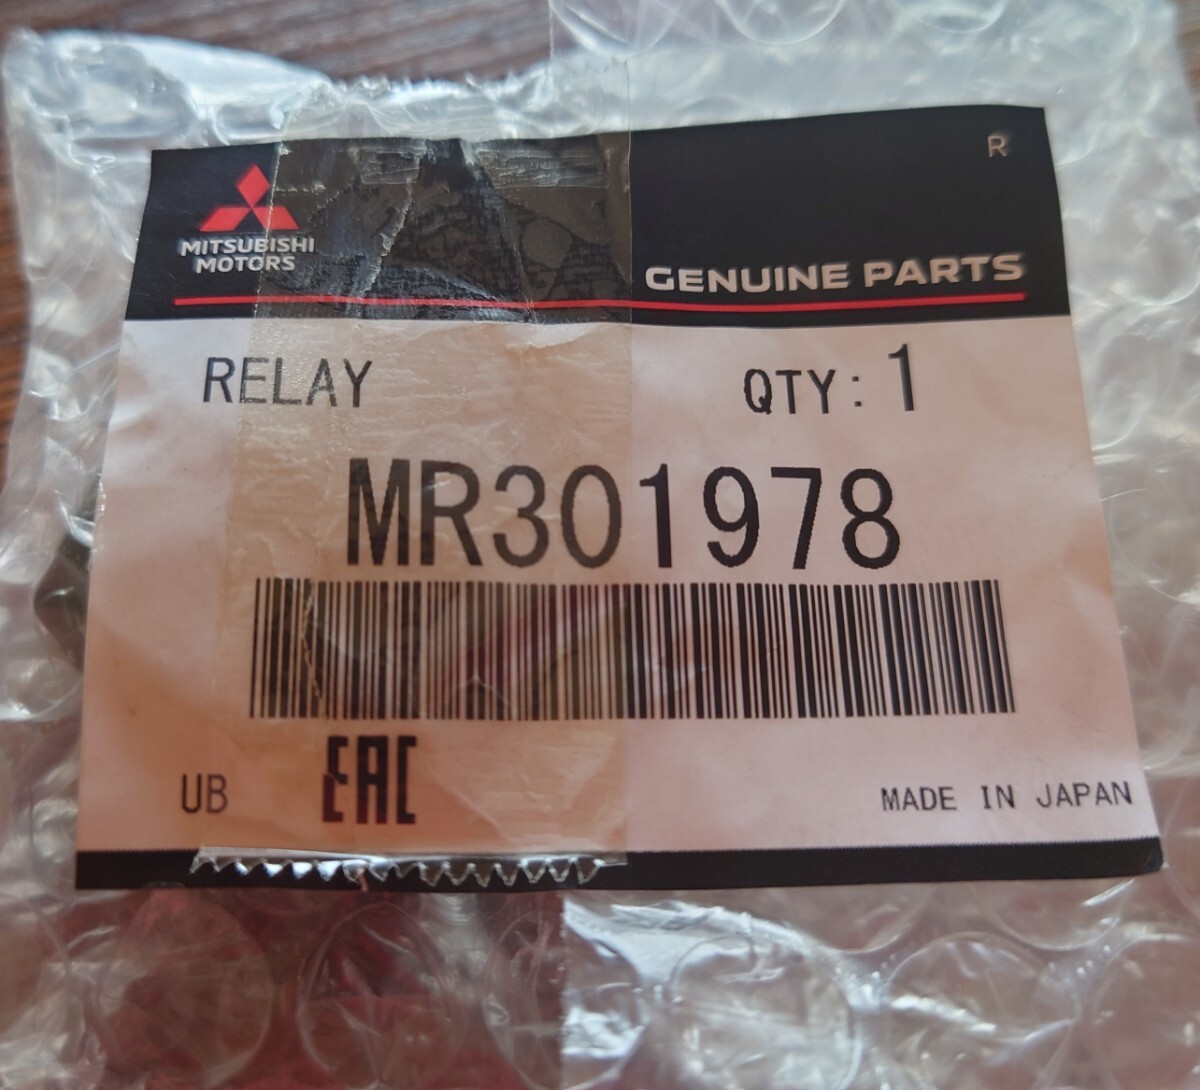 R
MITSUBISHI
MOTORS
GENUINE PARTS
RELAY
QTY: 1
MR301978
UB
EAC
MADE IN JAPAN